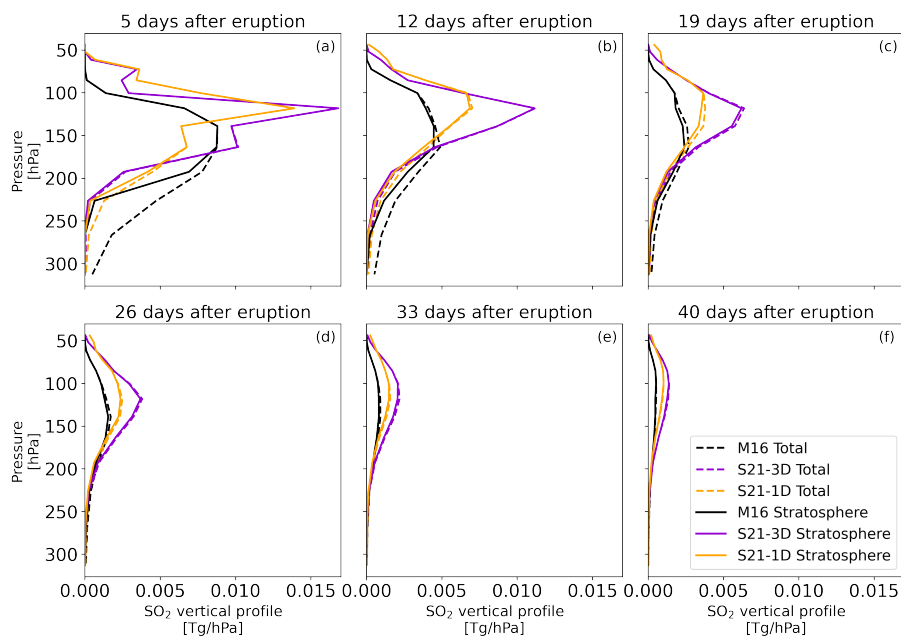 5 days after eruption
12 days after eruption
19 days after eruption
(a)
(b)
(c)
50
100
150
200
250
300
Pressure
[hPa]
26 days after eruption
33 days after eruption
40 days after eruption
(d)
(e)
(f)
50
100
150
200
250
300
Pressure
[hPa]
M16 Total
S21-3D Total
S21-1D Total
M16 Stratosphere
S21-3D Stratosphere
S21-1D Stratosphere
0.000 0.005 0.010 0.015
0.000 0.005 0.010 0.015
0.000 0.005 0.010 0.015
SO₂ vertical profile
[Tg/hPa]
SO₂ vertical profile
[Tg/hPa]
SO₂ vertical profile
[Tg/hPa]